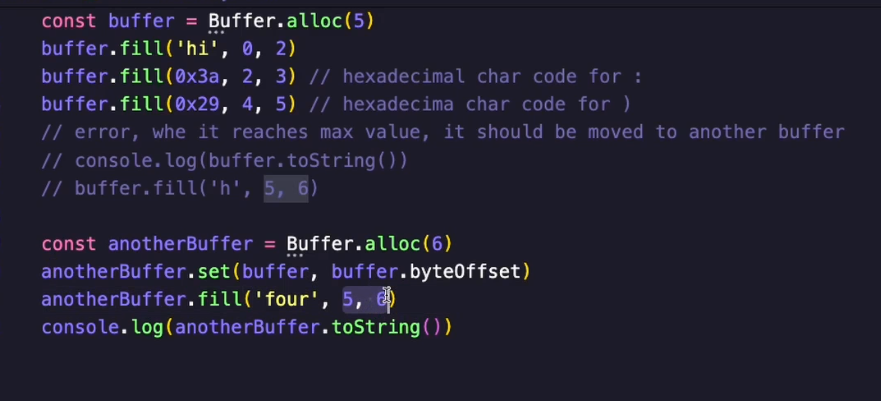 const buffer = Buffer.alloc(5)
buffer.fill('hi', 0, 2)
buffer.fill(0x3a, 2, 3) // hexadecimal char code for :
buffer.fill(0x29, 4, 5) // hexadecima char code for )
// error, whe it reaches max value, it should be moved to another buffer
// console.log(buffer.toString())
// buffer.fill('h', 5, 6)
const anotherBuffer = Buffer.alloc(6)
anotherBuffer.set(buffer, buffer.byteOffset)
anotherBuffer.fill('four', 5, 6)
console.log(anotherBuffer.toString())